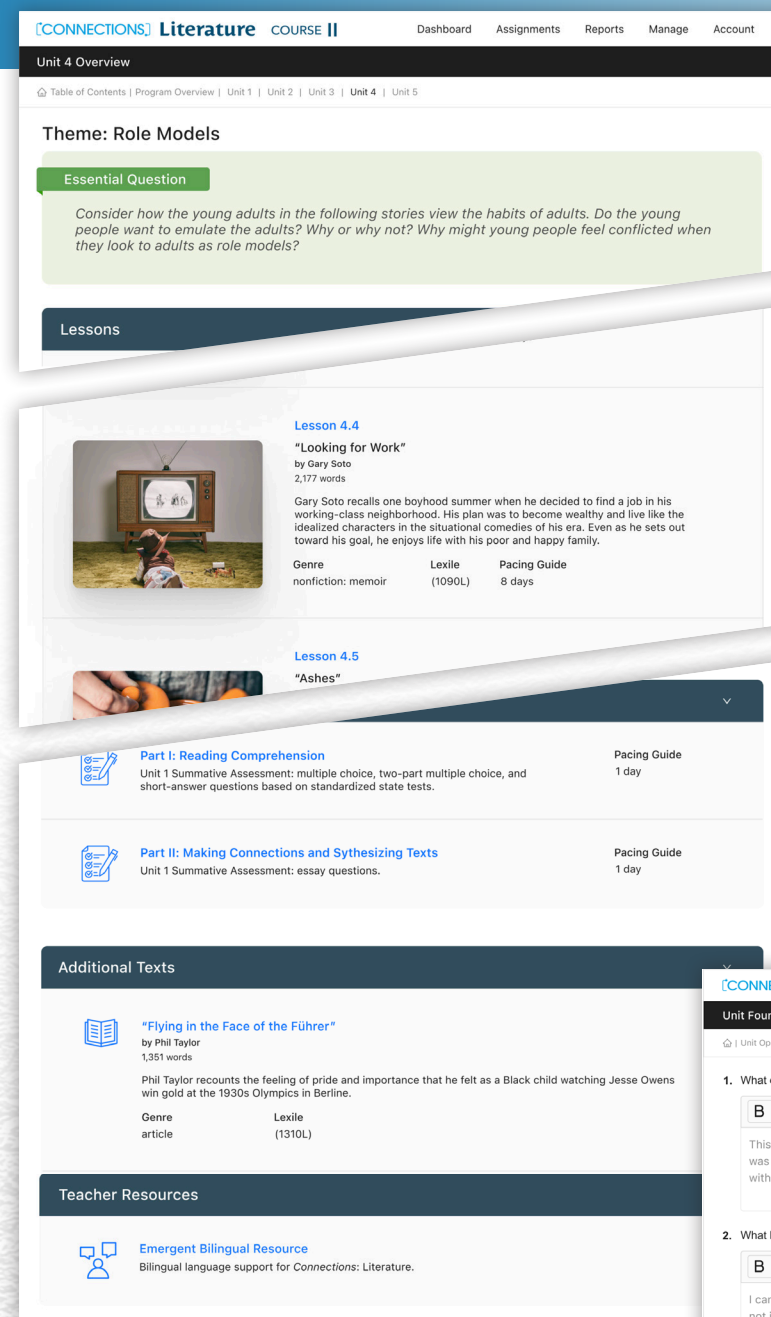 [CONNECTIONS] Literature COURSE II
Dashboard Assignments Reports Manage Account
Unit 4 Overview
Table of Contents | Program Overview | Unit 1 | Unit 2 | Unit 3 | Unit 4 | Unit 5
Theme: Role Models
Essential Question
Consider how the young adults in the following stories view the habits of adults. Do the young
people want to emulate the adults? Why or why not? Why might young people feel conflicted when
they look to adults as role models?
Lessons
Lesson 4.4
“Looking for Work”
by Gary Soto
2,177 words
Gary Soto recalls one boyhood summer when he decided to find a job in his
working-class neighborhood. His plan was to become wealthy and live like the
idealized characters in the situational comedies of his era. Even as he sets out
toward his goal, he enjoys life with his poor and happy family.
Genre Lexile Pacing Guide
nonfiction: memoir (1090L) 8 days
Lesson 4.5
“Ashes”
Part I: Reading Comprehension
Unit 1 Summative Assessment: multiple choice, two-part multiple choice, and
short-answer questions based on standardized state tests.
Pacing Guide
1 day
Part II: Making Connections and Sythesizing Texts
Unit 1 Summative Assessment: essay questions.
Pacing Guide
1 day
Additional Texts
“Flying in the Face of the Führer”
by Phil Taylor
1,351 words
Phil Taylor recounts the feeling of pride and importance that he felt as a Black child watching Jesse Owens
win gold at the 1930s Olympics in Berline.
Genre Lexile
article (1310L)
Teacher Resources
Emergent Bilingual Resource
Bilingual language support for Connections: Literature.
Unit Four
| Unit Op
1. What
B
This
was
with
2. What
B
I